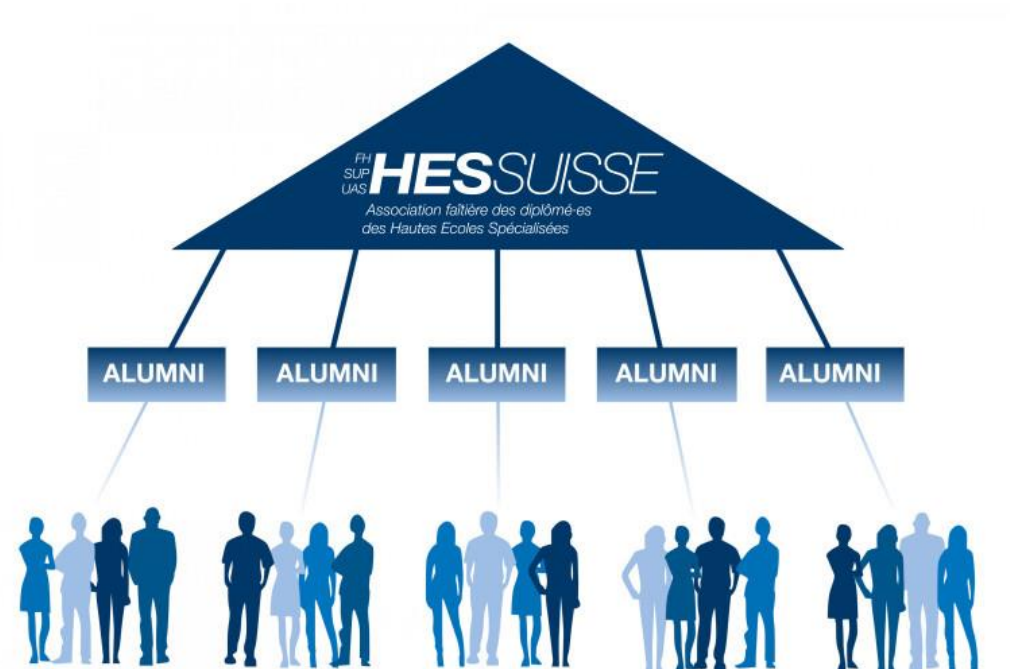 FH
SUP
UAS
HESSUISSE
Association faîtière des diplômé·es
des Hautes Ecoles Spécialisées
ALUMNI ALUMNI ALUMNI ALUMNI ALUMNI